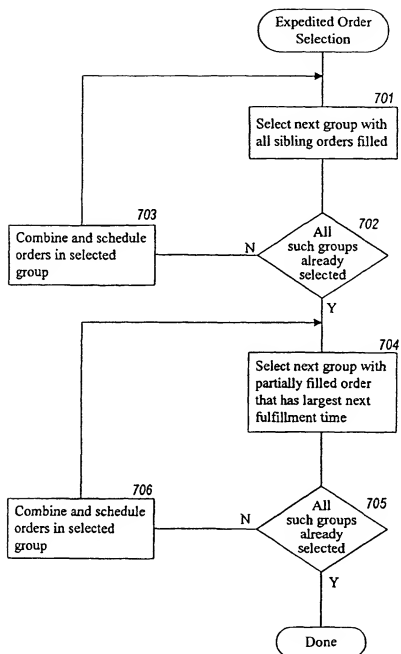 Expedited Order
Selection
701
Select next group with
all sibling orders filled
703
Combine and schedule
orders in selected
group
N
702
All
such groups
already
selected
Y
704
Select next group with
partially filled order
that has largest next
fulfillment time
706
Combine and schedule
orders in selected
group
N
705
All
such groups
already
selected
Y
Done